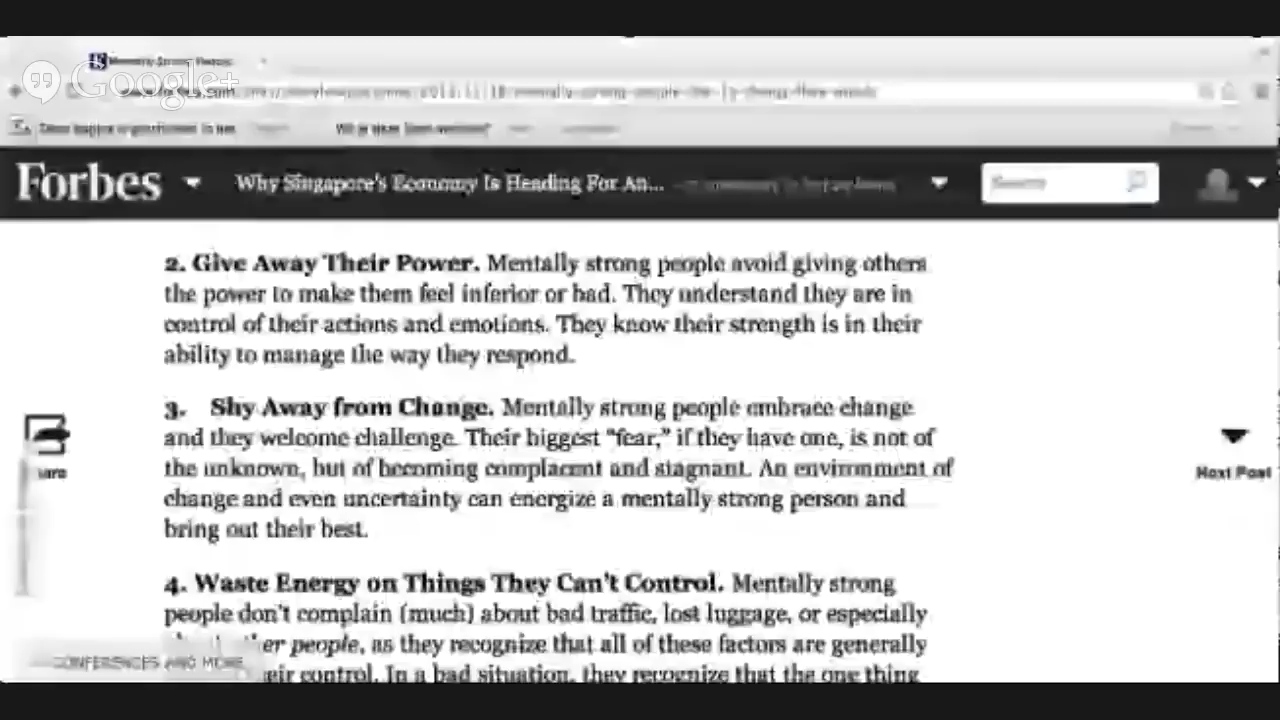 Google+
Forbes
Why Singapore's Economy Is Heading For An...
Search
2. Give Away Their Power. Mentally strong people avoid giving others
the power to make them feel inferior or bad. They understand they are in
control of their actions and emotions. They know their strength is in their
ability to manage the way they respond.
3. Shy Away from Change. Mentally strong people embrace change
and they welcome challenge. Their biggest “fear,” if they have one, is not of
the unknown, but of becoming complacent and stagnant. An environment of
change and even uncertainty can energize a mentally strong person and
bring out their best.
Next Post
4. Waste Energy on Things They Can't Control. Mentally strong
people don't complain (much) about bad traffic, lost luggage, or especially
people, as they recognize that all of these factors are generally
control. In a bad situation, they recognize that the one thing
CONFERENCES AND MORE